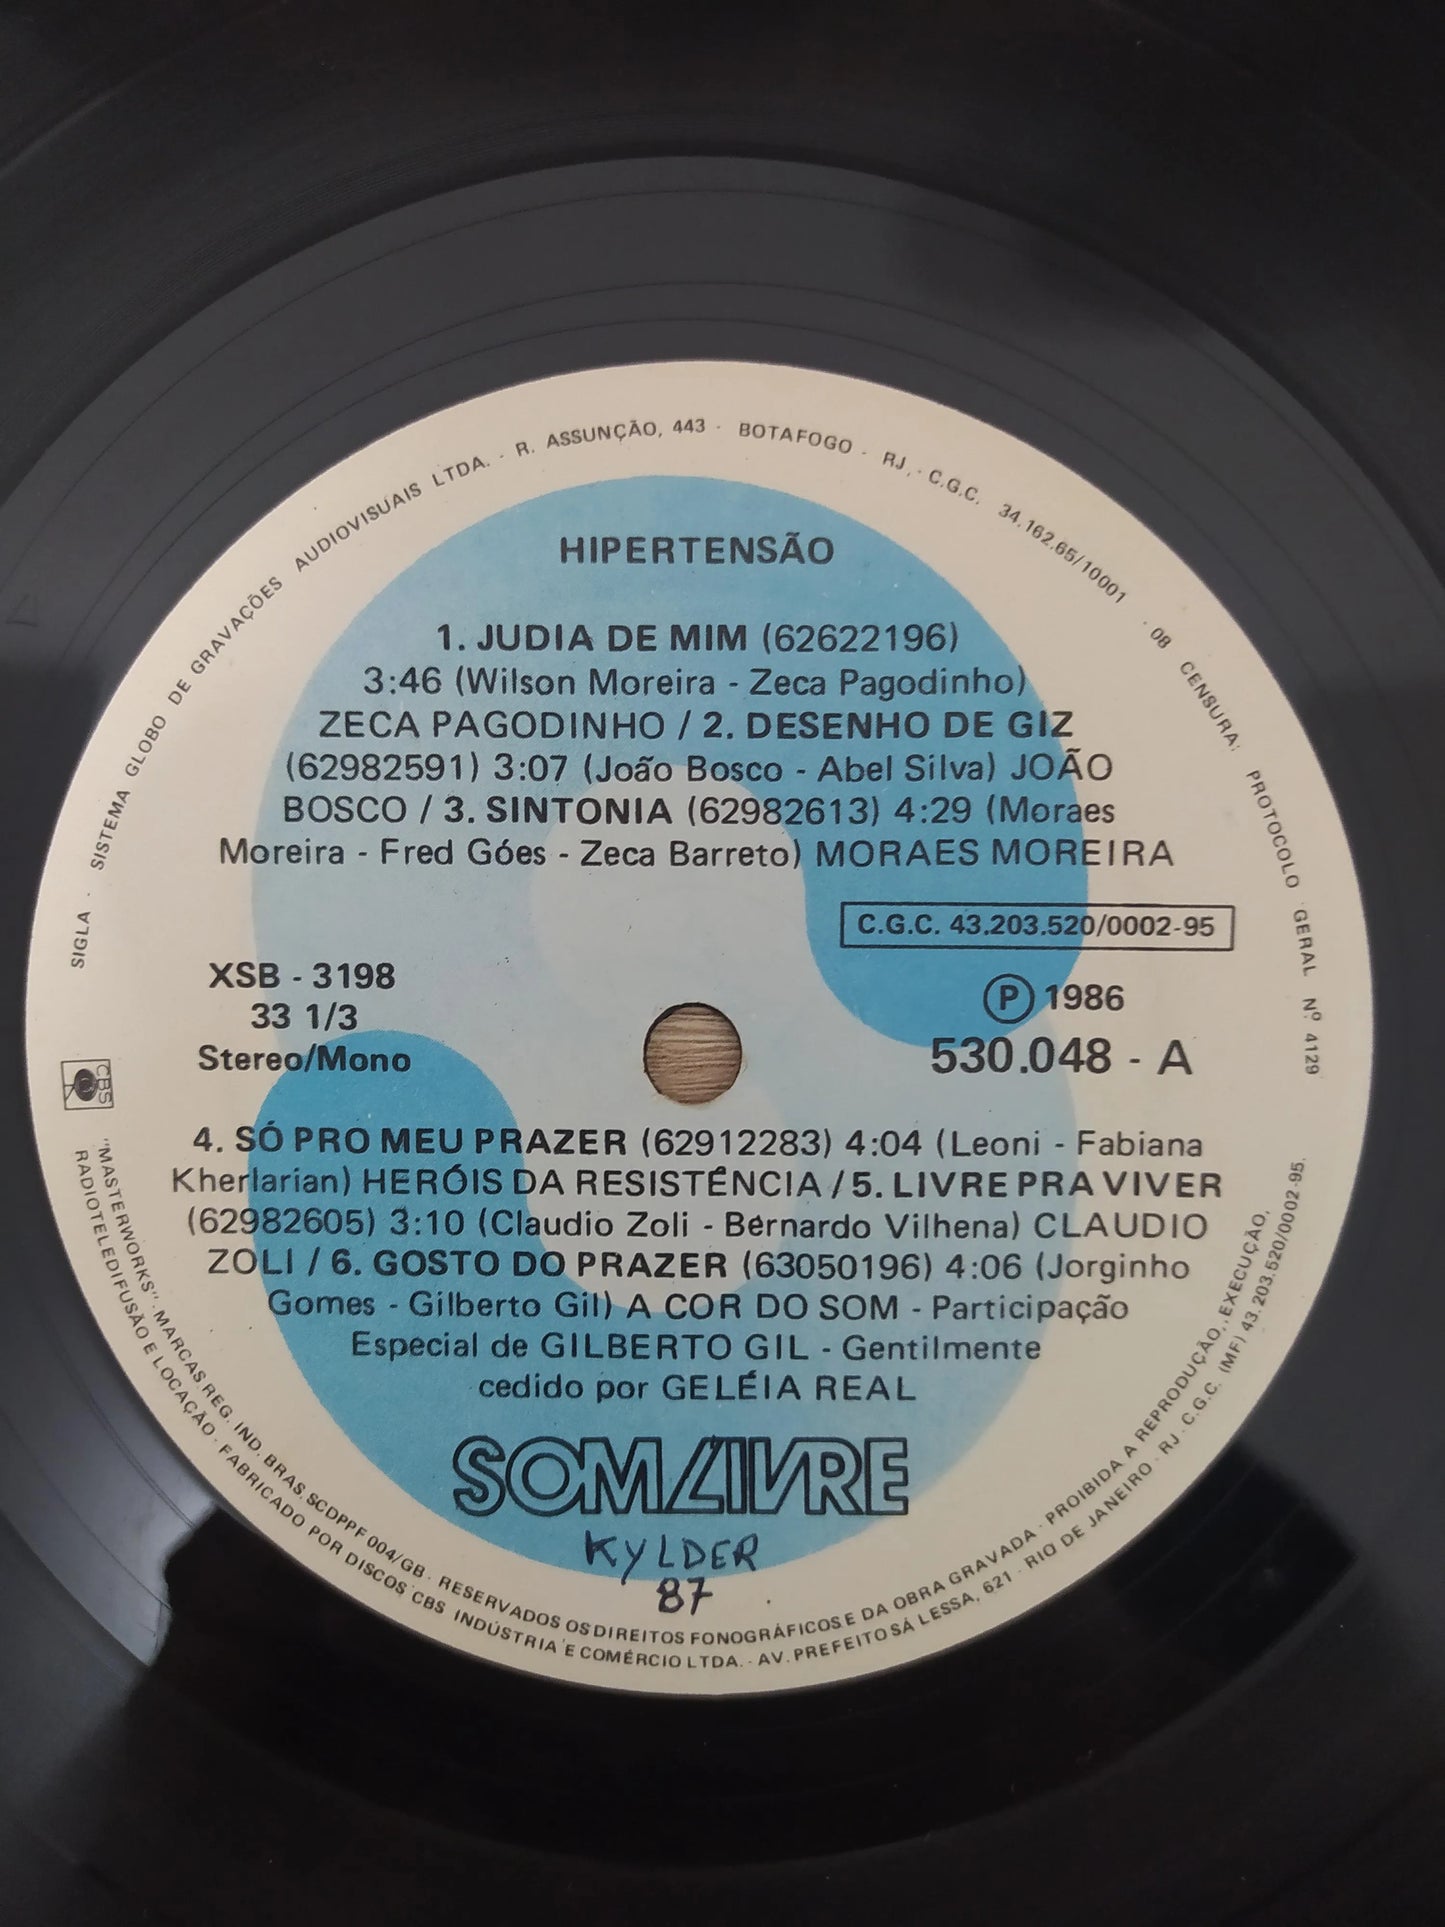 SIGLA · SISTEMA GLOBO DE GRAVAÇÕES AUDIOVISUAIS LTDA. - R. ASSUNÇÃO, 443 · BOTAFOGO - RJ, - C.G.C. 34.162.65/10001 · 08 CENSURA: PROTOCOLO GERAL Nº 4129
HIPERTENSÃO
1. JUDIA DE MIM (62622196)
3:46 (Wilson Moreira - Zeca Pagodinho)
ZECA PAGODINHO / 2. DESENHO DE GIZ
(62982591) 3:07 (João Bosco - Abel Silva) JOÃO
BOSCO / 3. SINTONIA (62982613) 4:29 (Moraes
Moreira - Fred Góes - Zeca Barreto) MORAES MOREIRA
C.G.C. 43.203.520/0002-95
XSB - 3198
33 1/3
Stereo/Mono
P 1986
530.048 - A
CBS
4. SÓ PRO MEU PRAZER (62912283) 4:04 (Leoni - Fabiana
Kherlarian) HERÓIS DA RESISTÊNCIA / 5. LIVRE PRA VIVER
(62982605) 3:10 (Claudio Zoli - Bernardo Vilhena) CLAUDIO
ZOLI / 6. GOSTO DO PRAZER (63050196) 4:06 (Jorginho
Gomes - Gilberto Gil) A COR DO SOM - Participação
Especial de GILBERTO GIL - Gentilmente
cedido por GELÉIA REAL
SOM LIVRE
KYLDER
87
"MASTERWORKS". MARCAS REG. IND. BRAS. SCDPPF 004/GB · RESERVADOS OS DIREITOS FONOGRÁFICOS E DA OBRA GRAVADA · PROIBIDA A REPRODUÇÃO, EXECUÇÃO,
RADIOTELEDIFUSÃO E LOCAÇÃO · FABRICADO POR DISCOS CBS INDÚSTRIA E COMÉRCIO LTDA. - AV. PREFEITO SÁ LESSA, 621 · RIO DE JANEIRO · RJ · C.G.C. (MF) 43.203.520/0002-95.